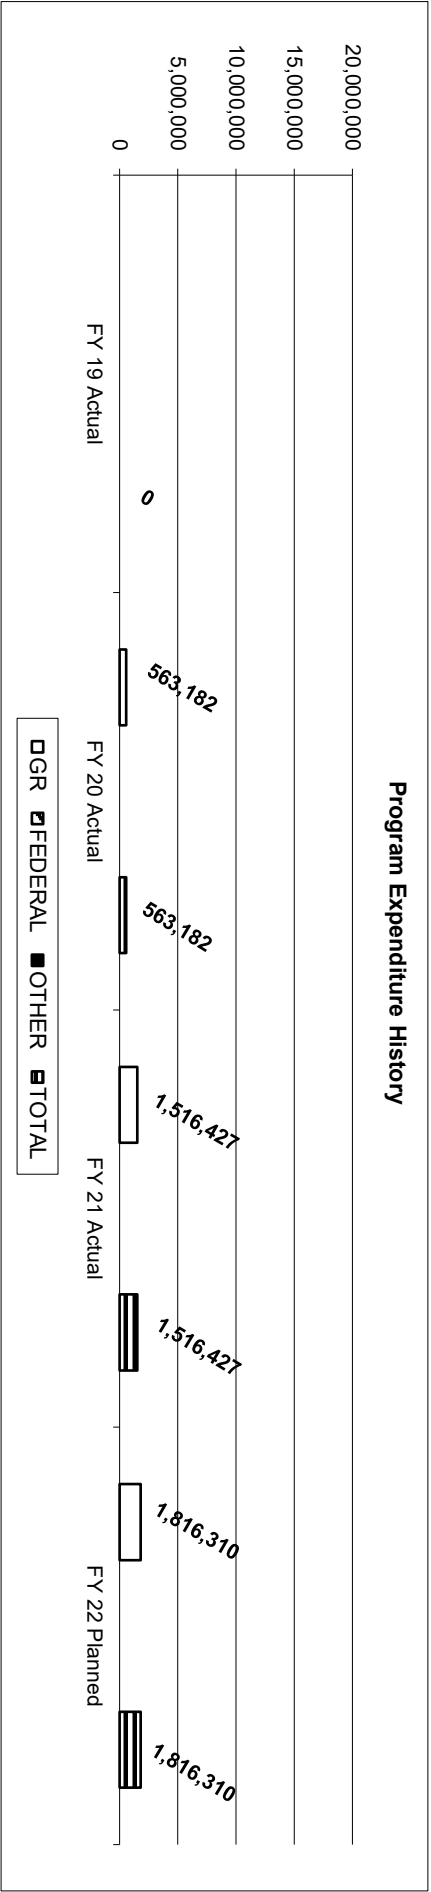 Program Expenditure History
20,000,000
15,000,000
10,000,000
5,000,000
0
0
563,182
563,182
1,516,427
1,516,427
1,816,310
1,816,310
FY 19 Actual
FY 20 Actual
FY 21 Actual
FY 22 Planned
GR FEDERAL OTHER TOTAL